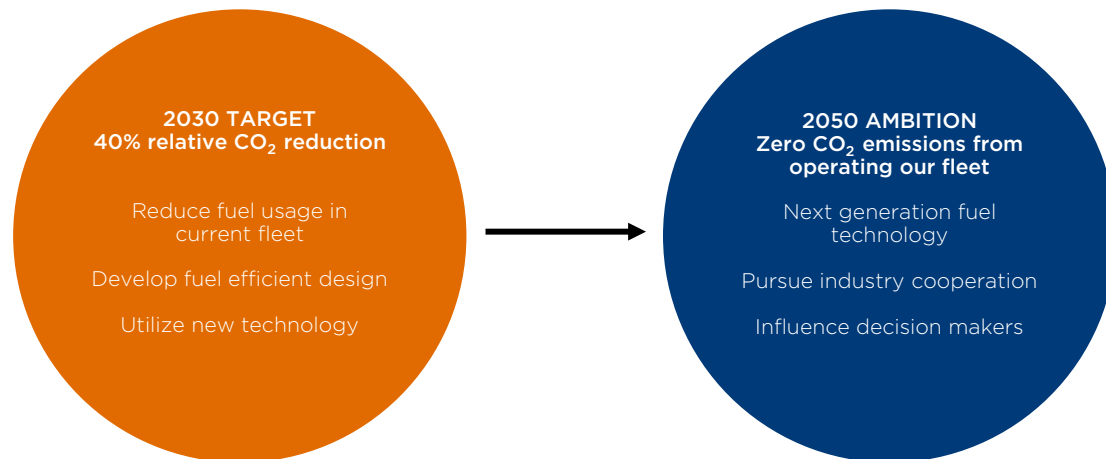 2030 TARGET
40% relative CO₂ reduction
Reduce fuel usage in
current fleet
Develop fuel efficient design
Utilize new technology
2050 AMBITION
Zero CO₂ emissions from
operating our fleet
Next generation fuel
technology
Pursue industry cooperation
Influence decision makers